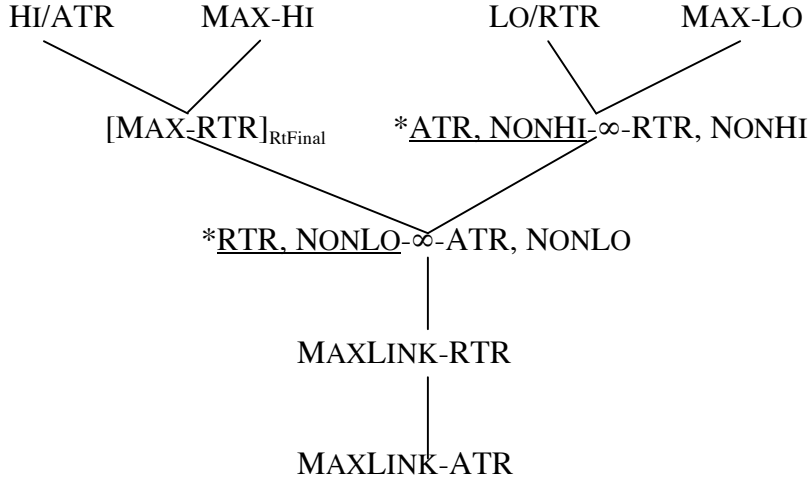 HI/ATR MAX-HI LO/RTR MAX-LO
[MAX-RTR]RtFinal *ATR, NONHI-∞-RTR, NONHI
*RTR, NONLO-∞-ATR, NONLO
MAXLINK-RTR
MAXLINK-ATR